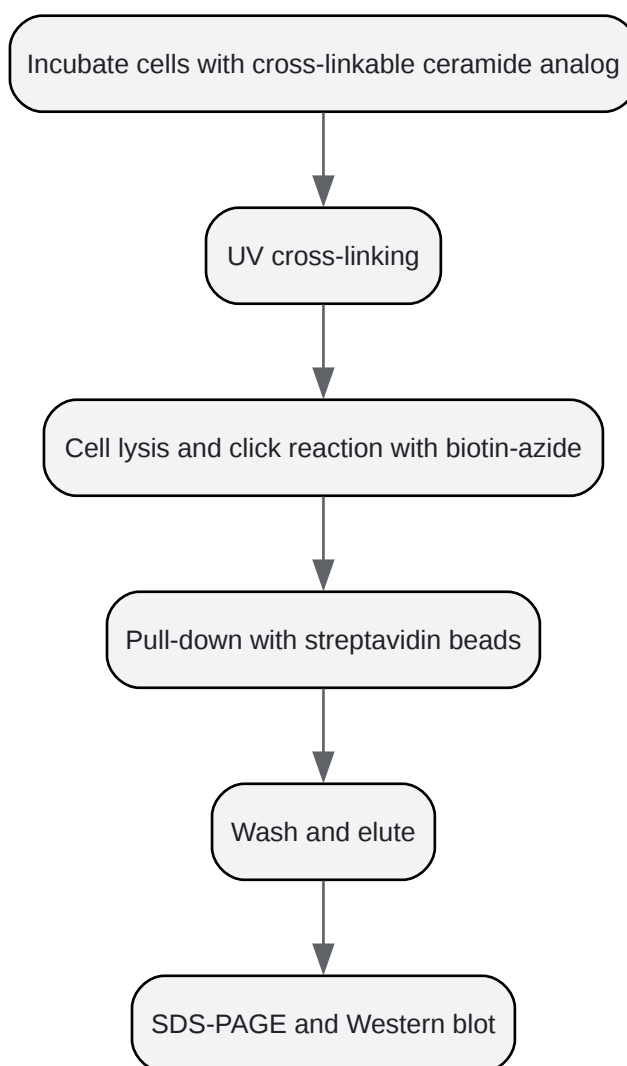 Incubate cells with cross-linkable ceramide analog
UV cross-linking
Cell lysis and click reaction with biotin-azide
Pull-down with streptavidin beads
Wash and elute
SDS-PAGE and Western blot